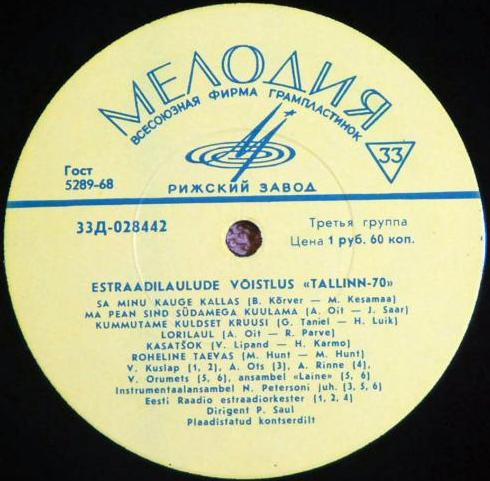 МЕЛОДИЯ
ВСЕСОЮЗНАЯ ФИРМА ГРАМПЛАСТИНОК
33
Гост
5289-68
РИЖСКИЙ ЗАВОД
33Д-028442
Третья группа
Цена 1 руб. 60 коп.
ESTRAADILAULUDE VÕISTLUS «TALLINN-70»
SA MINU KAUGE KALLAS (B. Kõrver — M. Kesamaa)
MA PEAN SIND SÜDAMEGA KUULAMA (A. Oit — J. Saar)
KUMMUTAME KULDSET KRUUSI (G. Taniel — H. Luik)
LORILAUL (A. Oit — R. Parve)
KASATŠOK (V. Lipand — H. Karmo)
ROHELINE TAEVAS (M. Hunt — M. Hunt)
V. Kuslap (1, 2), A. Ots (3), A. Rinne (4),
V. Orumets (5, 6), ansambel «Laine» (5, 6)
Instrumentaalansambel N. Petersoni juh. (3, 5, 6)
Eesti Raadio estraadiorkester (1, 2, 4)
Dirigent P. Saul
Plaadistatud kontserdilt